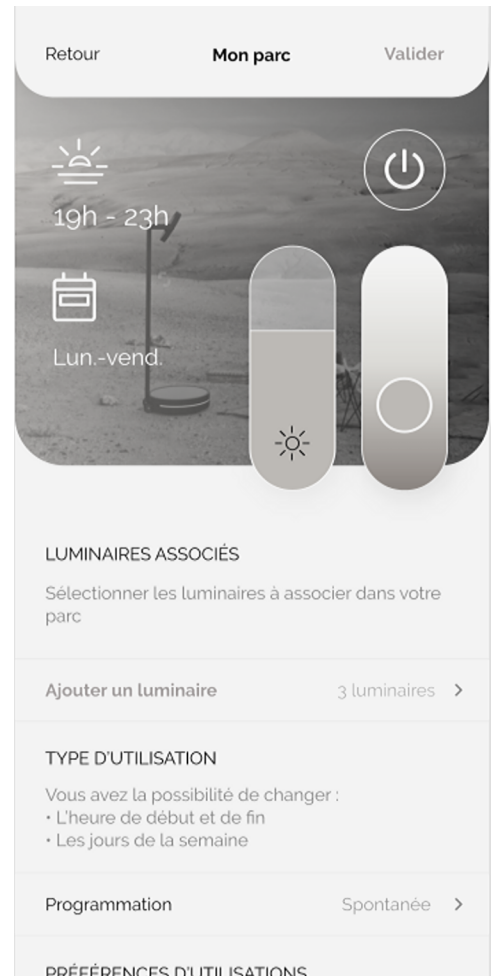 Retour Mon parc Valider
19h - 23h
Lun.-vend.
LUMINAIRES ASSOCIÉS
Sélectionner les luminaires à associer dans votre
parc
Ajouter un luminaire 3 luminaires >
TYPE D'UTILISATION
Vous avez la possibilité de changer :
• L'heure de début et de fin
• Les jours de la semaine
Programmation Spontanée >
PRÉFÉRENCES D'UTILISATIONS